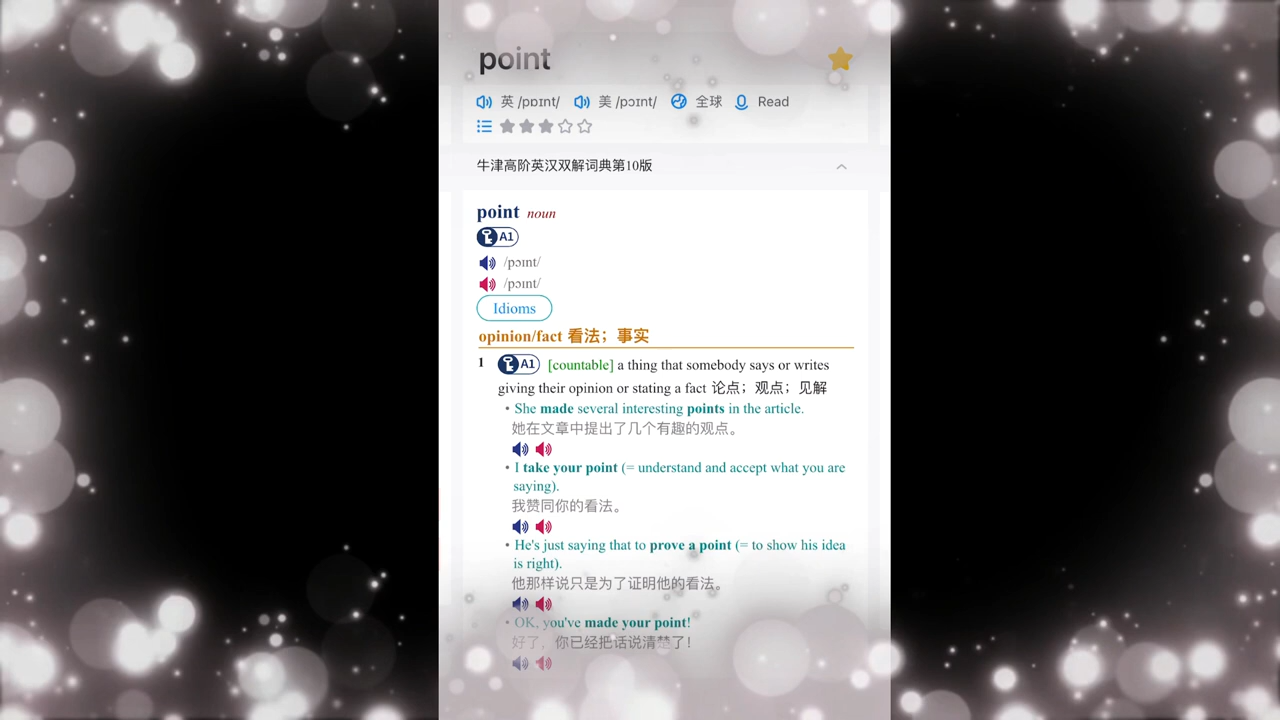 point
英 /pɒɪnt/ 美 /pɔɪnt/ 全球 Read
牛津高阶英汉双解词典第10版
point noun
A1
/pɔɪnt/
/pɔɪnt/
Idioms
opinion/fact 看法；事实
1 A1 [countable] a thing that somebody says or writes
giving their opinion or stating a fact 论点；观点；见解
• She made several interesting points in the article.
她在文章中提出了几个有趣的观点。
• I take your point (= understand and accept what you are
saying).
我赞同你的看法。
• He's just saying that to prove a point (= to show his idea
is right).
他那样说只是为了证明他的看法。
• OK, you've made your point!
好了，你已经把话说清楚了！